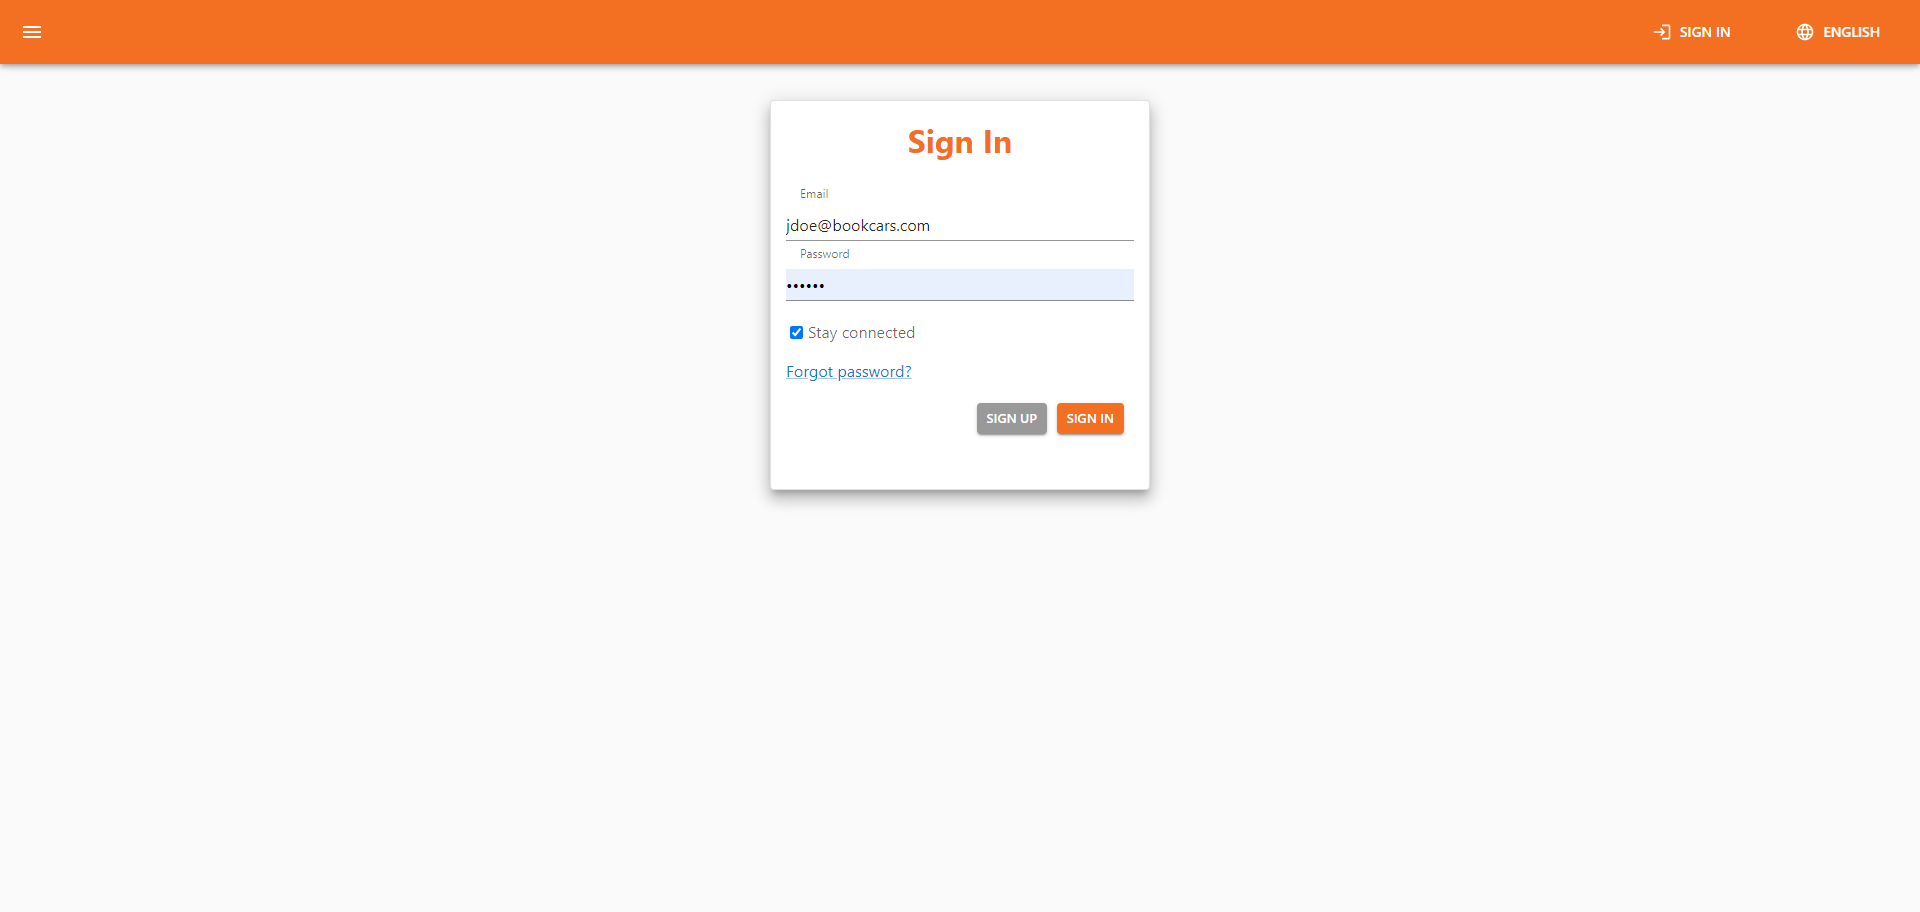 SIGN IN
ENGLISH
Sign In
Email
jdoe@bookcars.com
Password
••••••
Stay connected
Forgot password?
SIGN UP
SIGN IN